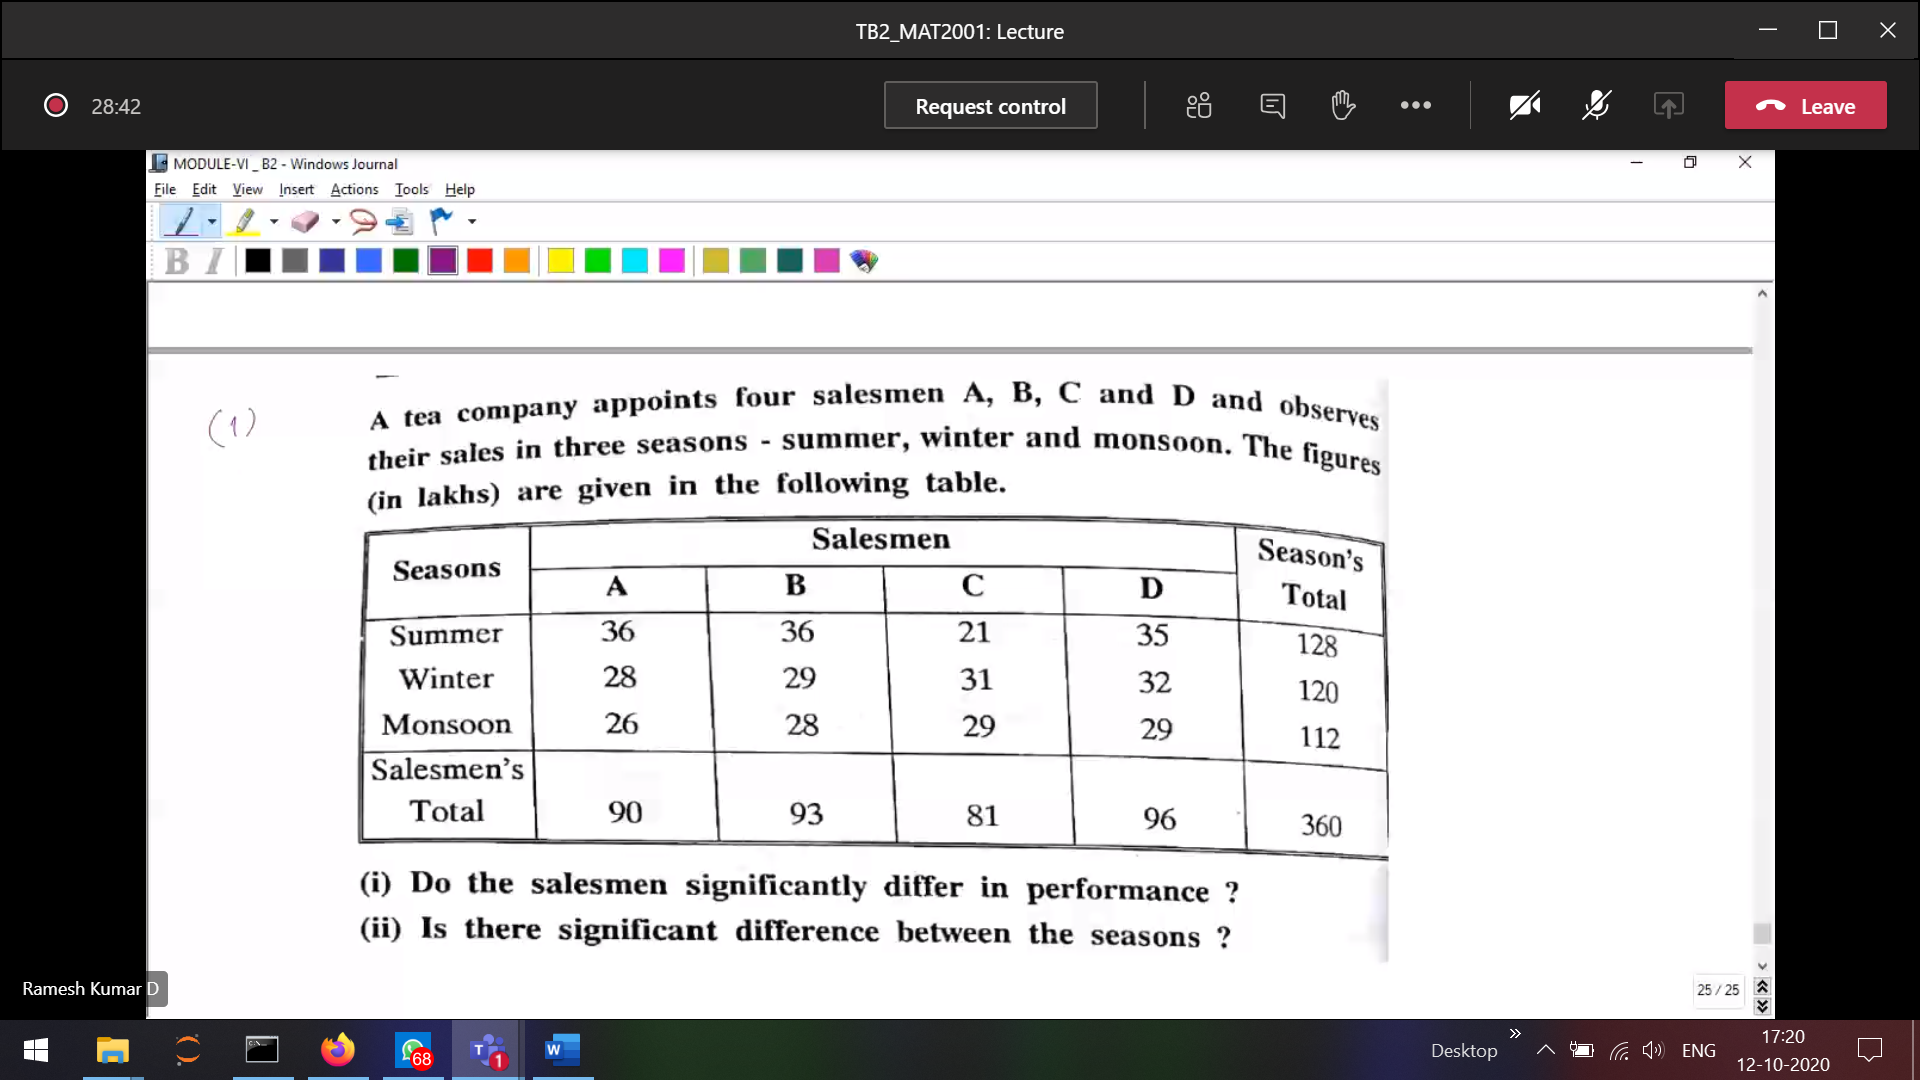 TB2_MAT2001: Lecture
28:42
Request control
Leave
MODULE-VI _ B2 - Windows Journal
File Edit View Insert Actions Tools Help
B I
(1)
A tea company appoints four salesmen A, B, C and D and observes
their sales in three seasons - summer, winter and monsoon. The figures
(in lakhs) are given in the following table.
Seasons Salesmen Season's Total
A B C D
Summer 36 36 21 35 128
Winter 28 29 31 32 120
Monsoon 26 28 29 29 112
Salesmen's
Total 90 93 81 96 360
(i) Do the salesmen significantly differ in performance ?
(ii) Is there significant difference between the seasons ?
Ramesh Kumar D
25 / 25
68
T 1
W
Desktop
ENG
17:20
12-10-2020